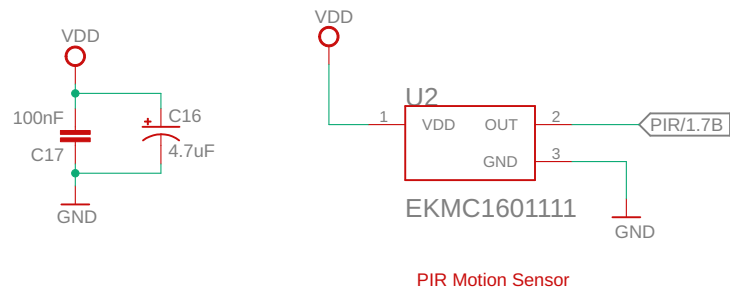 VDD
100nF
C17
C16
4.7uF
GND
VDD
U2
1
VDD
OUT
2
PIR/1.7B
GND
3
EKMC1601111
GND
PIR Motion Sensor